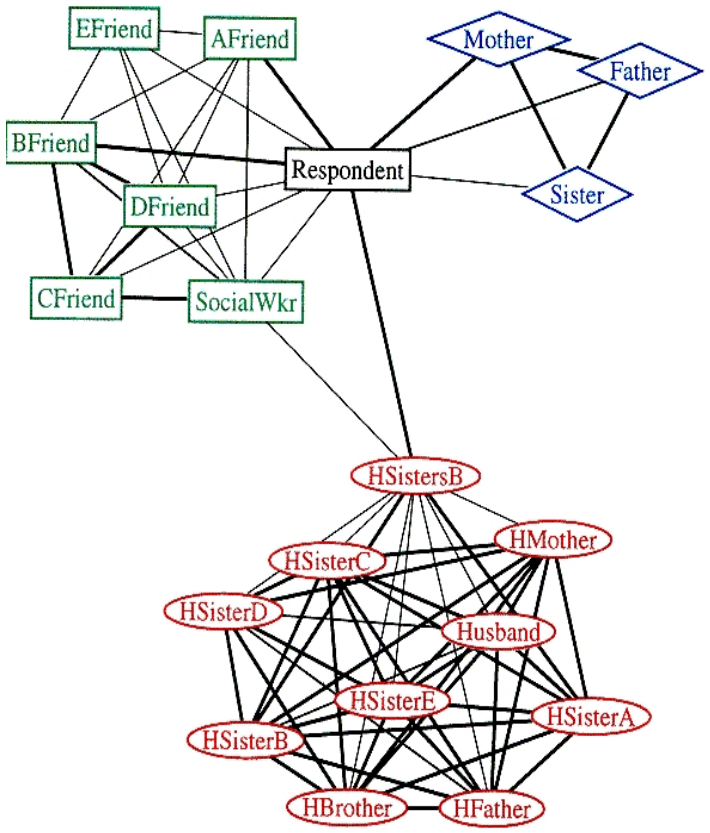 EFriend
AFriend
Mother
Father
BFriend
Respondent
DFriend
Sister
CFriend
SocialWkr
HSistersB
HMother
HSisterC
HSisterD
Husband
HSisterE
HSisterA
HSisterB
HBrother
HFather